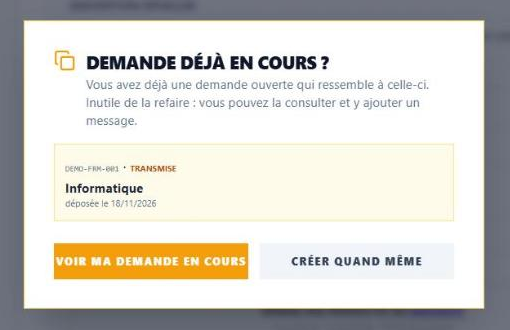 DEMANDE DÉJÀ EN COURS ?
Vous avez déjà une demande ouverte qui ressemble à celle-ci.
Inutile de la refaire : vous pouvez la consulter et y ajouter un
message.
DEMO-FRM-001 • TRANSMISE
Informatique
déposée le 18/11/2026
VOIR MA DEMANDE EN COURS
CRÉER QUAND MÊME